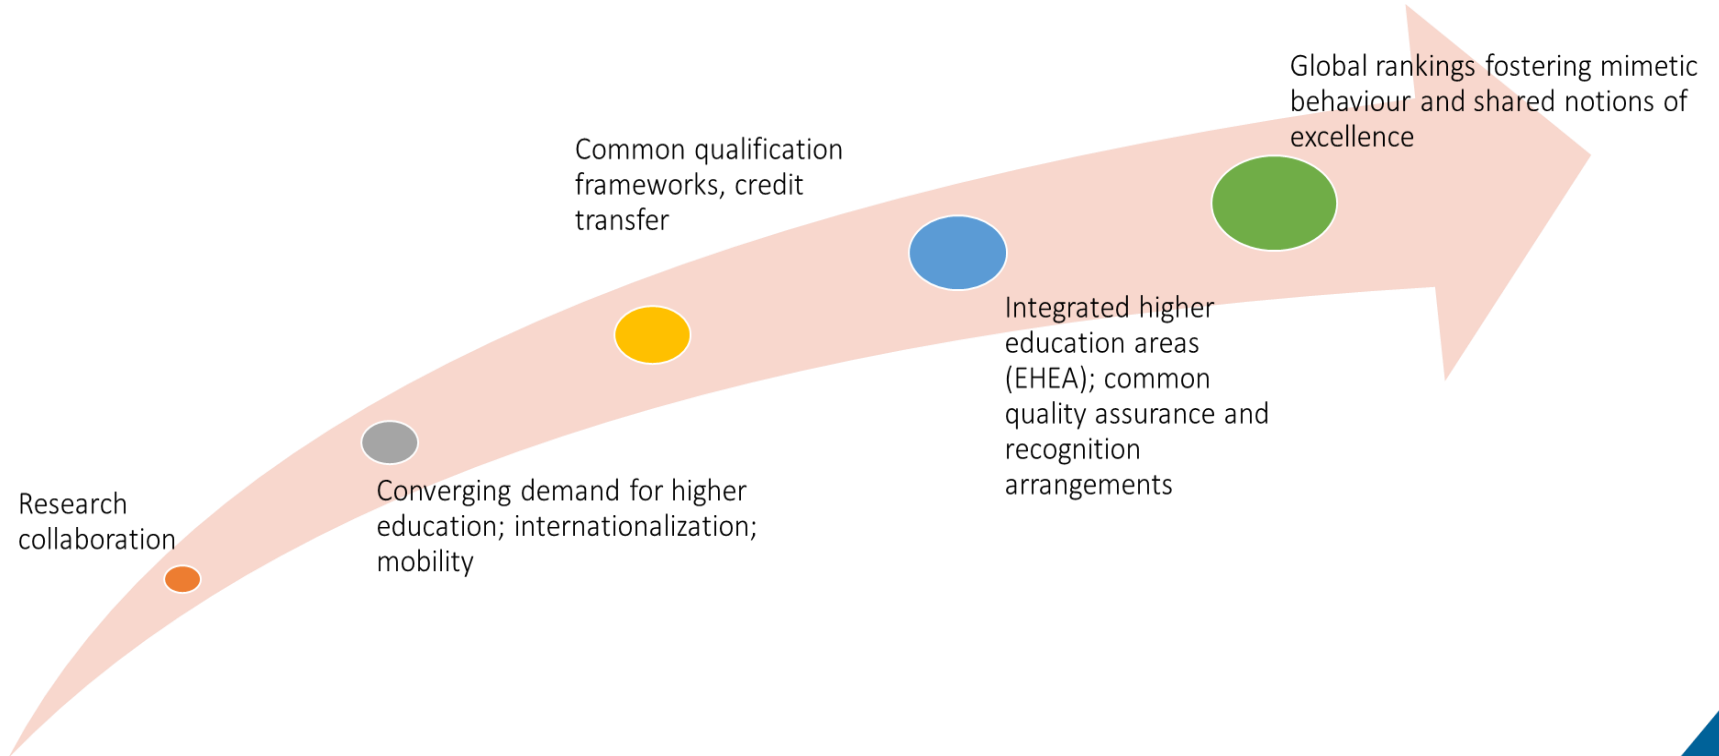 Research
collaboration
Converging demand for higher
education; internationalization;
mobility
Common qualification
frameworks, credit
transfer
Integrated higher
education areas
(EHEA); common
quality assurance and
recognition
arrangements
Global rankings fostering mimetic
behaviour and shared notions of
excellence